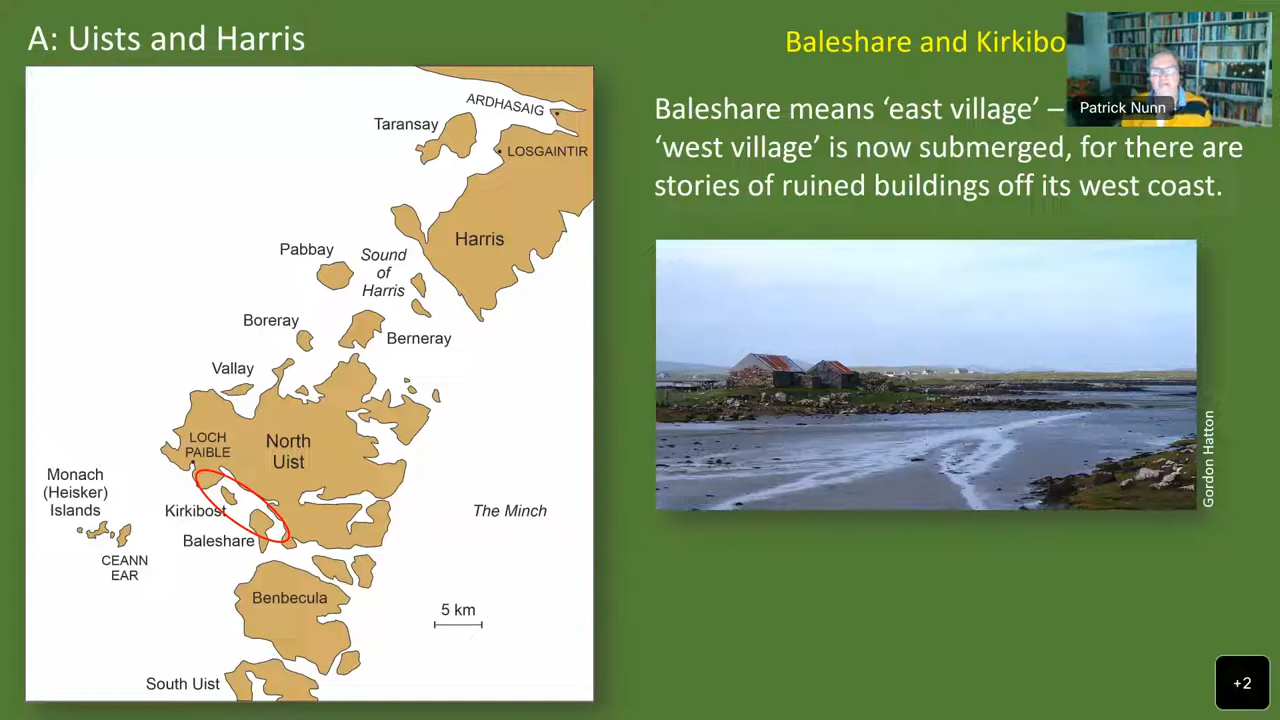 A: Uists and Harris
Baleshare and Kirkibo
Patrick Nunn
Baleshare means ‘east village’ –
‘west village’ is now submerged, for there are
stories of ruined buildings off its west coast.
ARDHASAIG
Taransay
LOSGAINTIR
Harris
Pabbay
Sound
of
Harris
Boreray
Berneray
Vallay
LOCH
PAIBLE
North
Uist
Monach
(Heisker)
Islands
Kirkibost
The Minch
Baleshare
CEANN
EAR
Benbecula
5 km
South Uist
Gordon Hatton
+2